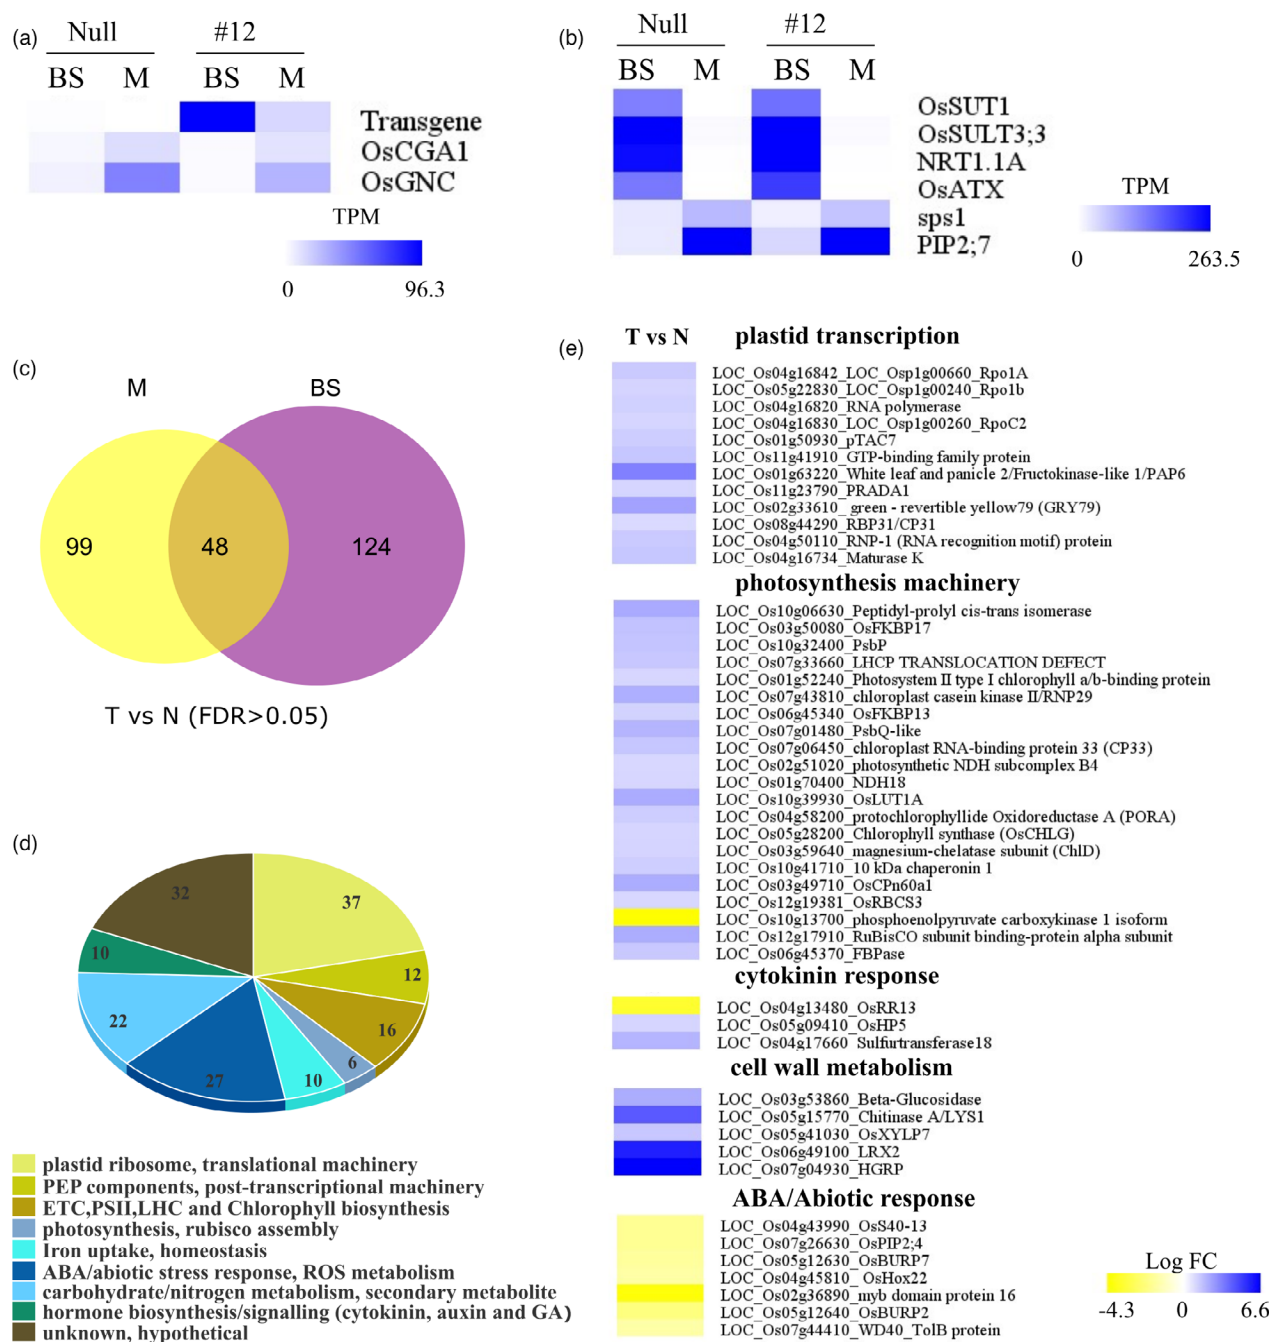 (a)
Null #12
BS M BS M
Transgene
OsCGA1
OsGNC
TPM
0 96.3
(b)
Null #12
BS M BS M
OsSUT1
OsSULT3;3
NRT1.1A
OsATX
sps1
PIP2;7
TPM
0 263.5
(c)
M BS
99 48 124
T vs N (FDR>0.05)
(d)
37
12
16
6
10
27
22
10
32
plastid ribosome, translational machinery
PEP components, post-transcriptional machinery
ETC,PSII,LHC and Chlorophyll biosynthesis
photosynthesis, rubisco assembly
Iron uptake, homeostasis
ABA/abiotic stress response, ROS metabolism
carbohydrate/nitrogen metabolism, secondary metabolite
hormone biosynthesis/signalling (cytokinin, auxin and GA)
unknown, hypothetical
(e)
T vs N plastid transcription
LOC_Os04g16842_LOC_Osp1g00660_Rpo1A
LOC_Os05g22830_LOC_Osp1g00240_Rpo1b
LOC_Os04g16820_RNA polymerase
LOC_Os04g16830_LOC_Osp1g00260_RpoC2
LOC_Os01g50930_pTAC7
LOC_Os11g41910_GTP-binding family protein
LOC_Os01g63220_White leaf and panicle 2/Fructokinase-like 1/PAP6
LOC_Os11g23790_PRADA1
LOC_Os02g33610_ green - revertible yellow79 (GRY79)
LOC_Os08g44290_RBP31/CP31
LOC_Os04g50110_RNP-1 (RNA recognition motif) protein
LOC_Os04g16734_Maturase K
photosynthesis machinery
LOC_Os10g06630_Peptidyl-prolyl cis-trans isomerase
LOC_Os03g50080_OsFKBP17
LOC_Os10g32400_PsbP
LOC_Os07g33660_LHCP TRANSLOCATION DEFECT
LOC_Os01g52240_Photosystem II type I chlorophyll a/b-binding protein
LOC_Os07g43810_chloroplast casein kinase II/RNP29
LOC_Os06g45340_OsFKBP13
LOC_Os07g01480_PsbQ-like
LOC_Os07g06450_chloroplast RNA-binding protein 33 (CP33)
LOC_Os02g51020_photosynthetic NDH subcomplex B4
LOC_Os01g70400_NDH18
LOC_Os10g39930_OsLUT1A
LOC_Os04g58200_protochlorophyllide Oxidoreductase A (PORA)
LOC_Os05g28200_Chlorophyll synthase (OsCHLG)
LOC_Os03g59640_magnesium-chelatase subunit (ChlD)
LOC_Os10g41710_10 kDa chaperonin 1
LOC_Os03g49710_OsCPn60a1
LOC_Os12g19381_OsRBCS3
LOC_Os10g13700_phosphoenolpyruvate carboxykinase 1 isoform
LOC_Os12g17910_RuBisCO subunit binding-protein alpha subunit
LOC_Os06g45370_FBPase
cytokinin response
LOC_Os04g13480_OsRR13
LOC_Os05g09410_OsHP5
LOC_Os04g17660_Sulfurtransferase18
cell wall metabolism
LOC_Os03g53860_Beta-Glucosidase
LOC_Os05g15770_Chitinase A/LYS1
LOC_Os05g41030_OsXYLP7
LOC_Os06g49100_LRX2
LOC_Os07g04930_HGRP
ABA/Abiotic response
LOC_Os04g43990_OsS40-13
LOC_Os07g26630_OsPIP2;4
LOC_Os05g12630_OsBURP7
LOC_Os04g45810_OsHox22
LOC_Os02g36890_myb domain protein 16
LOC_Os05g12640_OsBURP2
LOC_Os07g44410_WD40_TolB protein
Log FC
-4.3 0 6.6